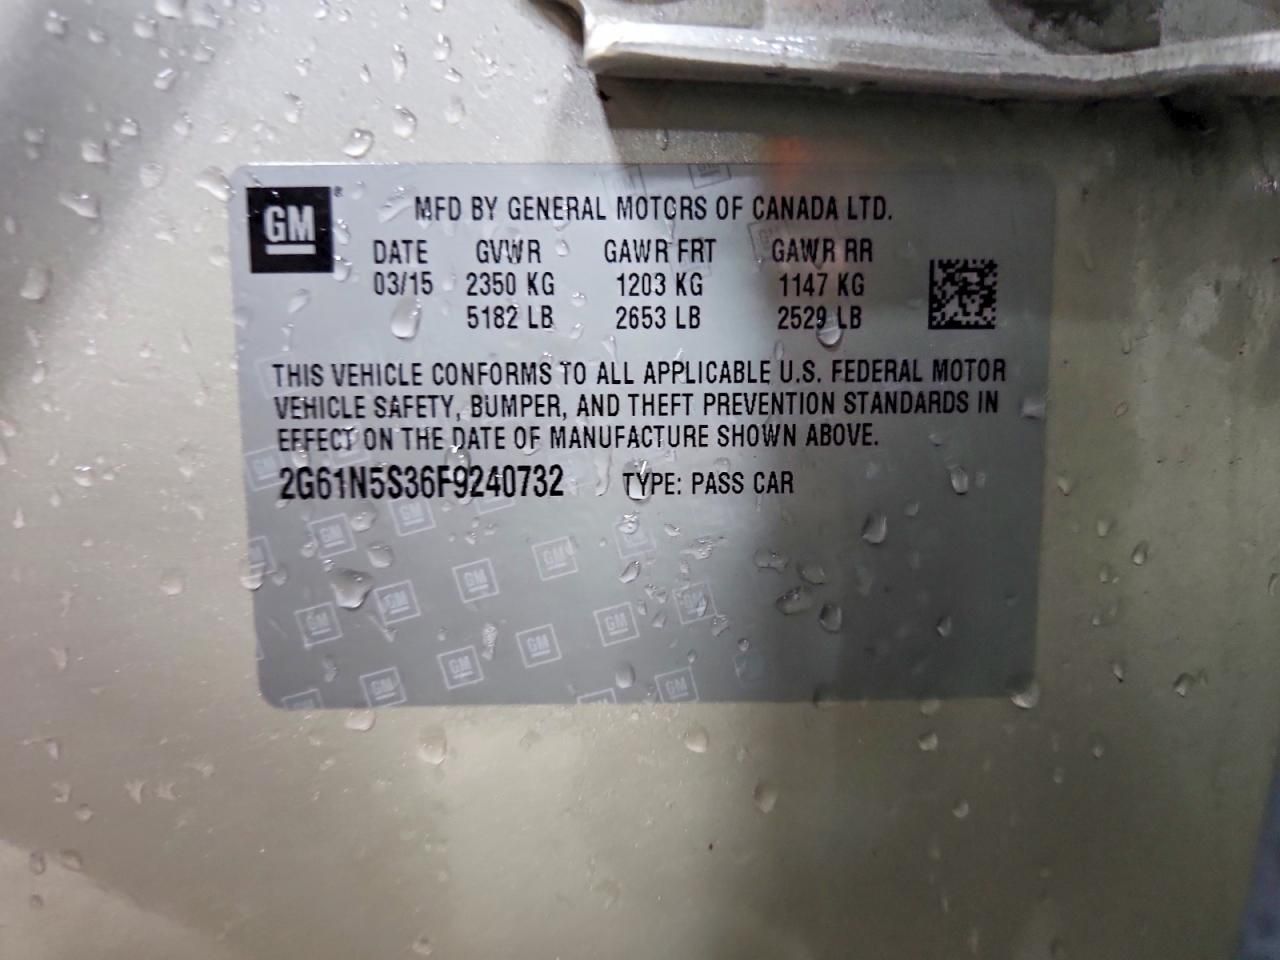 GM ®
MFD BY GENERAL MOTORS OF CANADA LTD.
DATE GVWR GAWR FRT GAWR RR
03/15 2350 KG 1203 KG 1147 KG
5182 LB 2653 LB 2529 LB
THIS VEHICLE CONFORMS TO ALL APPLICABLE U.S. FEDERAL MOTOR
VEHICLE SAFETY, BUMPER, AND THEFT PREVENTION STANDARDS IN
EFFECT ON THE DATE OF MANUFACTURE SHOWN ABOVE.
2G61N5S36F9240732 TYPE: PASS CAR